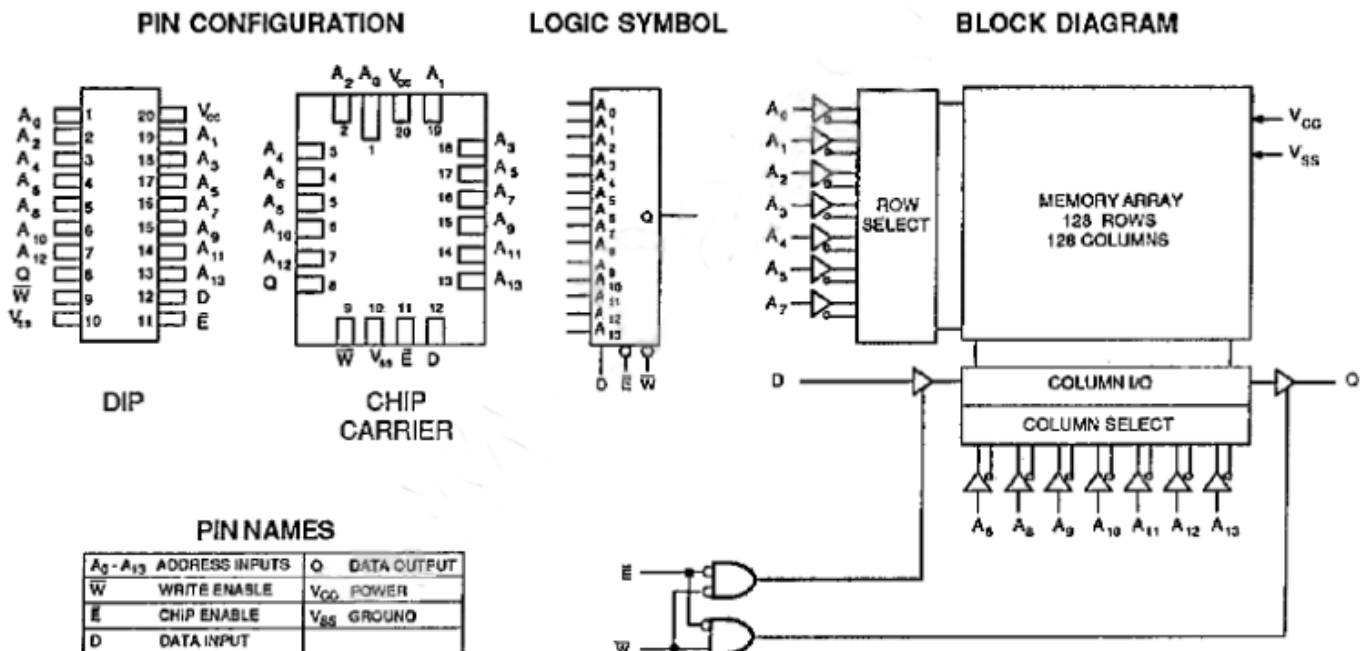 PIN CONFIGURATION
LOGIC SYMBOL
BLOCK DIAGRAM
A0 1 20 Vcc
A2 2 19 A1
A4 3 18 A3
A6 4 17 A5
A8 5 16 A7
A10 6 15 A9
A12 7 14 A11
Q 8 13 A13
W 9 12 D
Vss 10 11 E
DIP
A2 A0 Vcc A1
2 1 20 19
A4 3 18 A3
A6 4 17 A5
A8 5 16 A7
A10 6 15 A9
A12 7 14 A11
Q 8 13 A13
9 10 11 12
W Vss E D
CHIP
CARRIER
A0
A1
A2
A3
A4
A5
A6
A7
A8
A9
A10
A11
A12
A13
Q
D E W
A0
A1
A2
A3
A4
A5
A7
ROW
SELECT
MEMORY ARRAY
128 ROWS
128 COLUMNS
VCC
VSS
D
COLUMN I/O
Q
COLUMN SELECT
A6 A8 A9 A10 A11 A12 A13
E
W
PIN NAMES
A0 - A13 ADDRESS INPUTS Q DATA OUTPUT
W WRITE ENABLE VCC POWER
E CHIP ENABLE VSS GROUND
D DATA INPUT